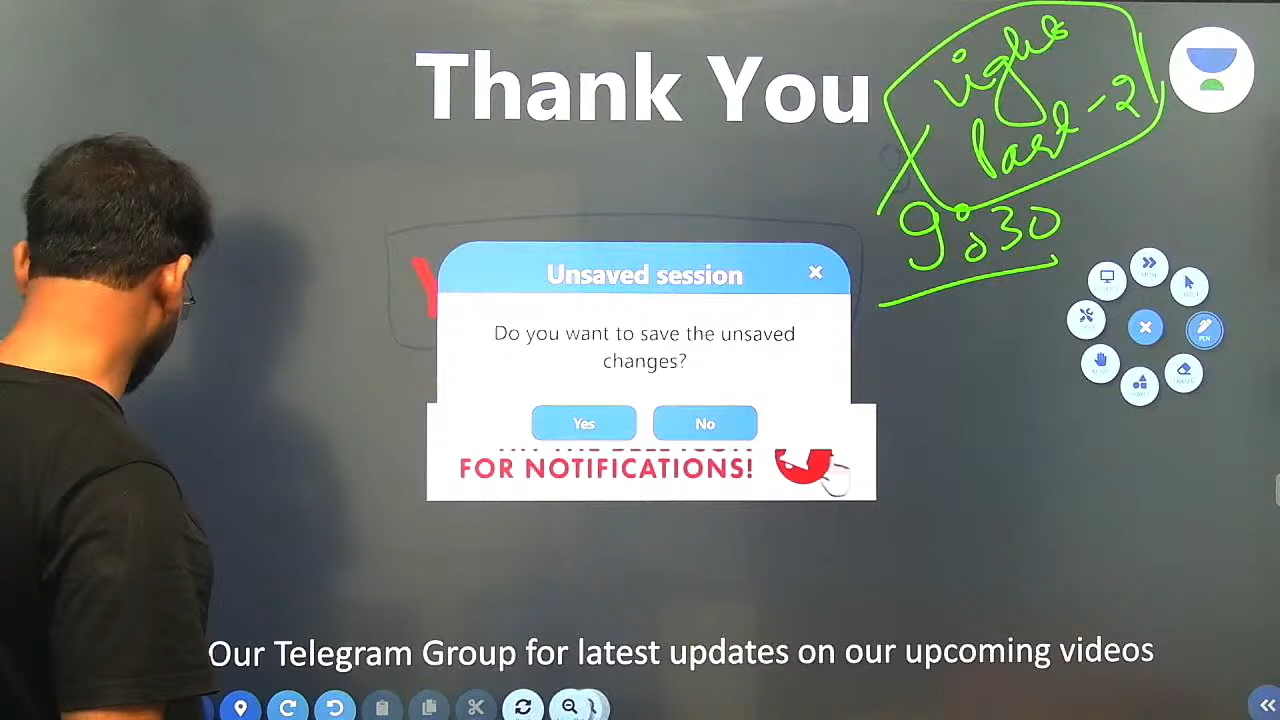 Thank You
Light
Part-2
9:30
Unsaved session
Do you want to save the unsaved
changes?
Yes
No
FOR NOTIFICATIONS!
PEN
Our Telegram Group for latest updates on our upcoming videos